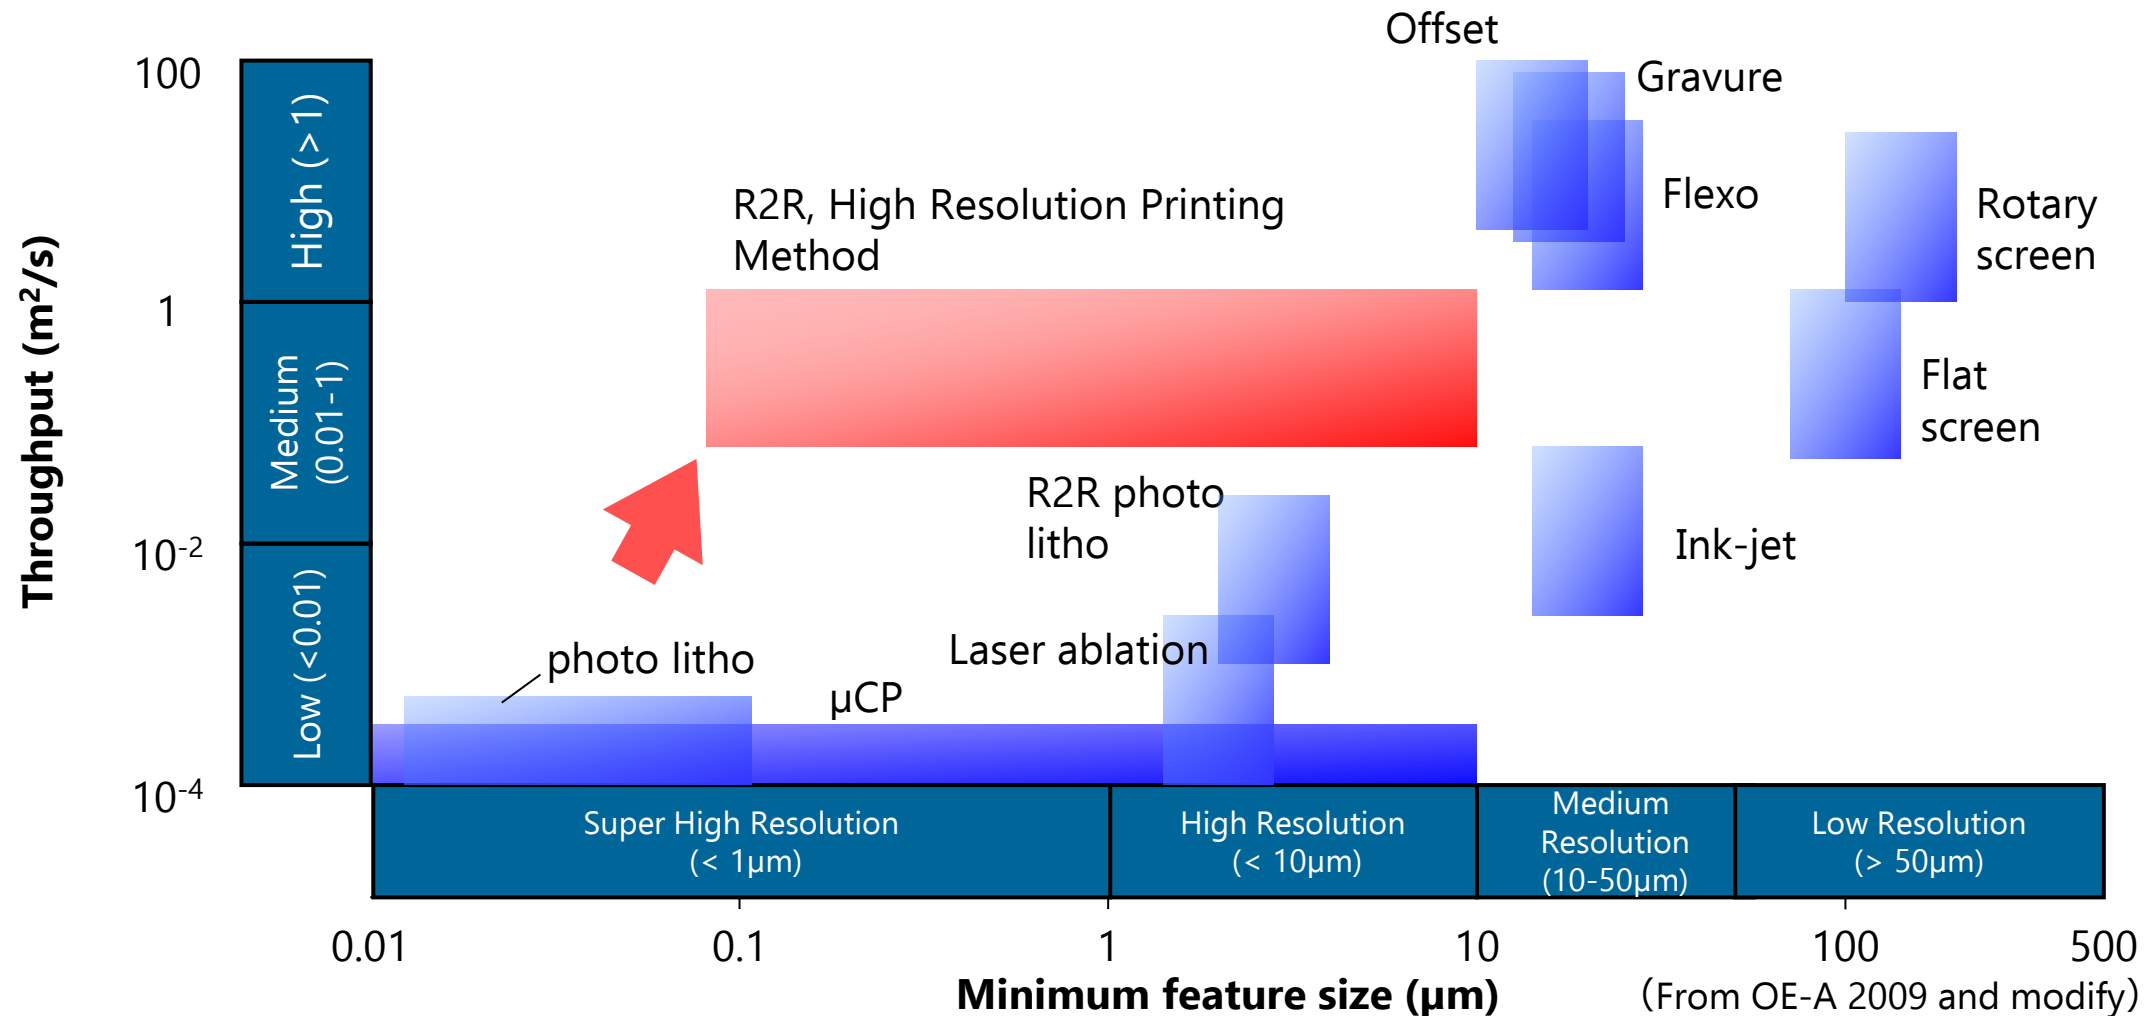 Offset
100
Gravure
High (>1)
Flexo
R2R, High Resolution Printing
Method
Rotary
screen
Throughput (m²/s)
1
Medium
(0.01-1)
Flat
screen
R2R photo
litho
10⁻²
Ink-jet
Low (<0.01)
photo litho
Laser ablation
µCP
10⁻⁴
Super High Resolution
(< 1µm)
High Resolution
(< 10µm)
Medium
Resolution
(10-50µm)
Low Resolution
(> 50µm)
0.01 0.1 1 10 100 500
Minimum feature size (µm)
（From OE-A 2009 and modify）